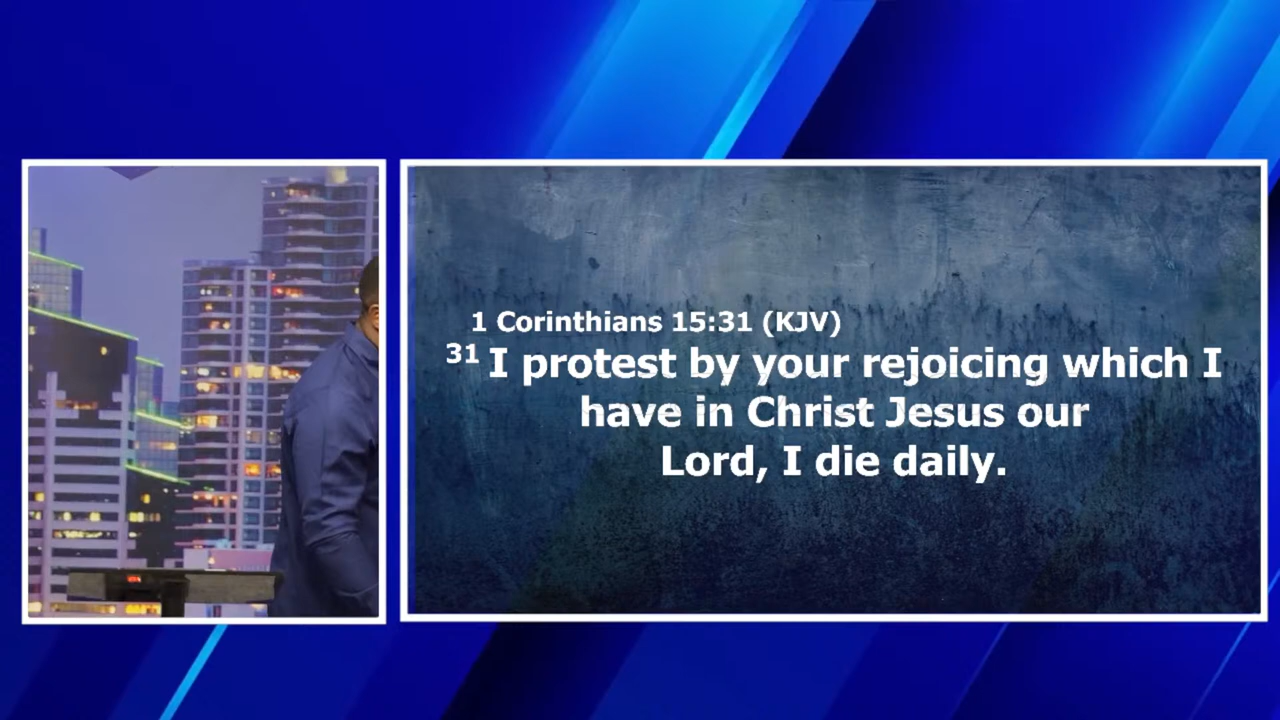 1 Corinthians 15:31 (KJV)
31 I protest by your rejoicing which I
have in Christ Jesus our
Lord, I die daily.